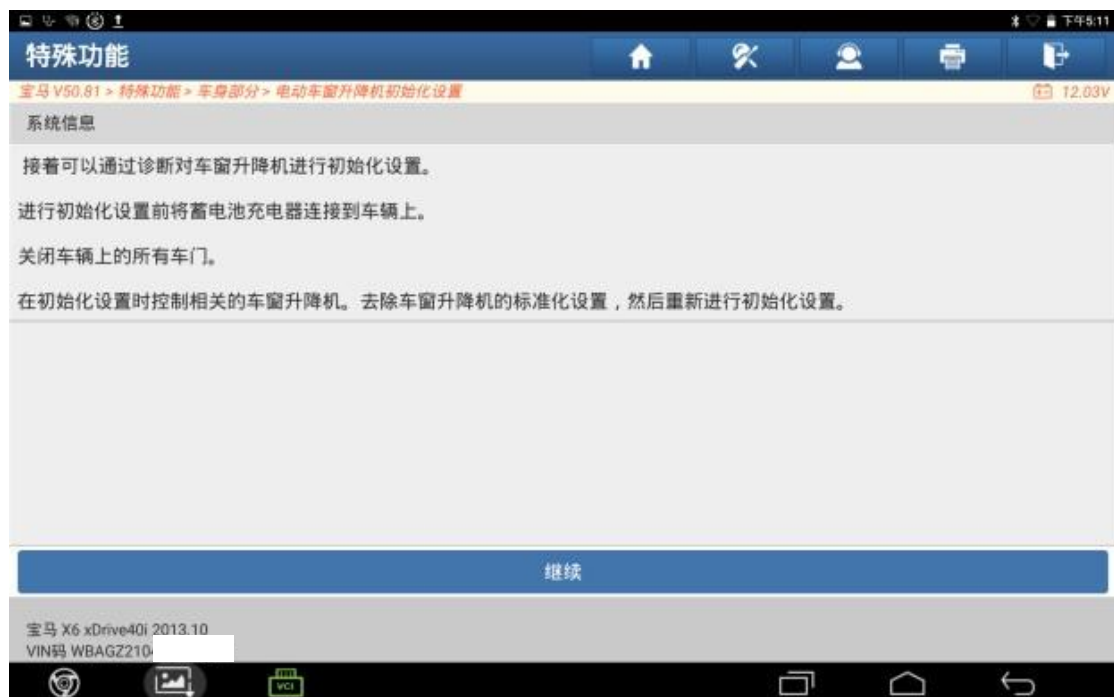 下午5:11
特殊功能
宝马 V50.81 > 特殊功能 > 车身部分 > 电动车窗升降机初始化设置
12.03V
系统信息
接着可以通过诊断对车窗升降机进行初始化设置。
进行初始化设置前将蓄电池充电器连接到车辆上。
关闭车辆上的所有车门。
在初始化设置时控制相关的车窗升降机。去除车窗升降机的标准化设置，然后重新进行初始化设置。
继续
宝马 X6 xDrive40i 2013.10
VIN码 WBAGZ2104
VCI